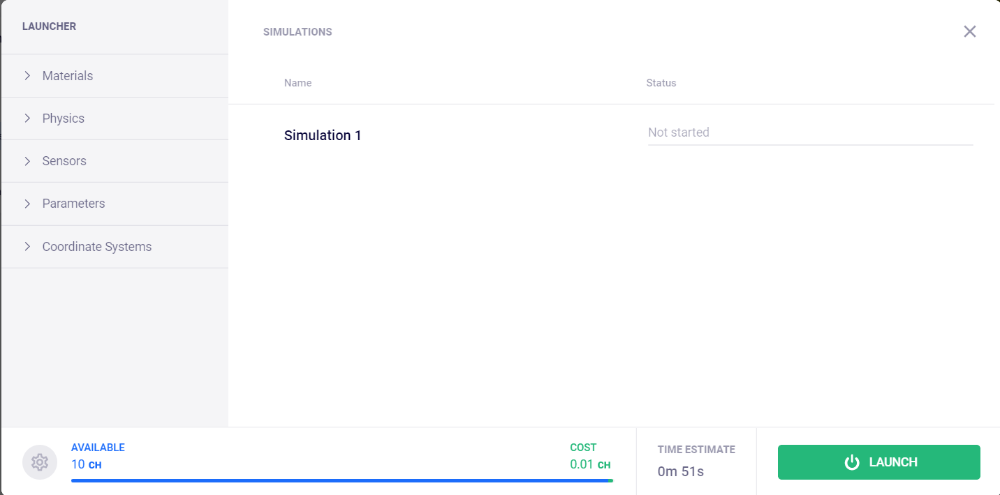 LAUNCHER
Materials
Physics
Sensors
Parameters
Coordinate Systems
SIMULATIONS
Name Status
Simulation 1 Not started
AVAILABLE
10 CH
COST
0.01 CH
TIME ESTIMATE
0m 51s
LAUNCH